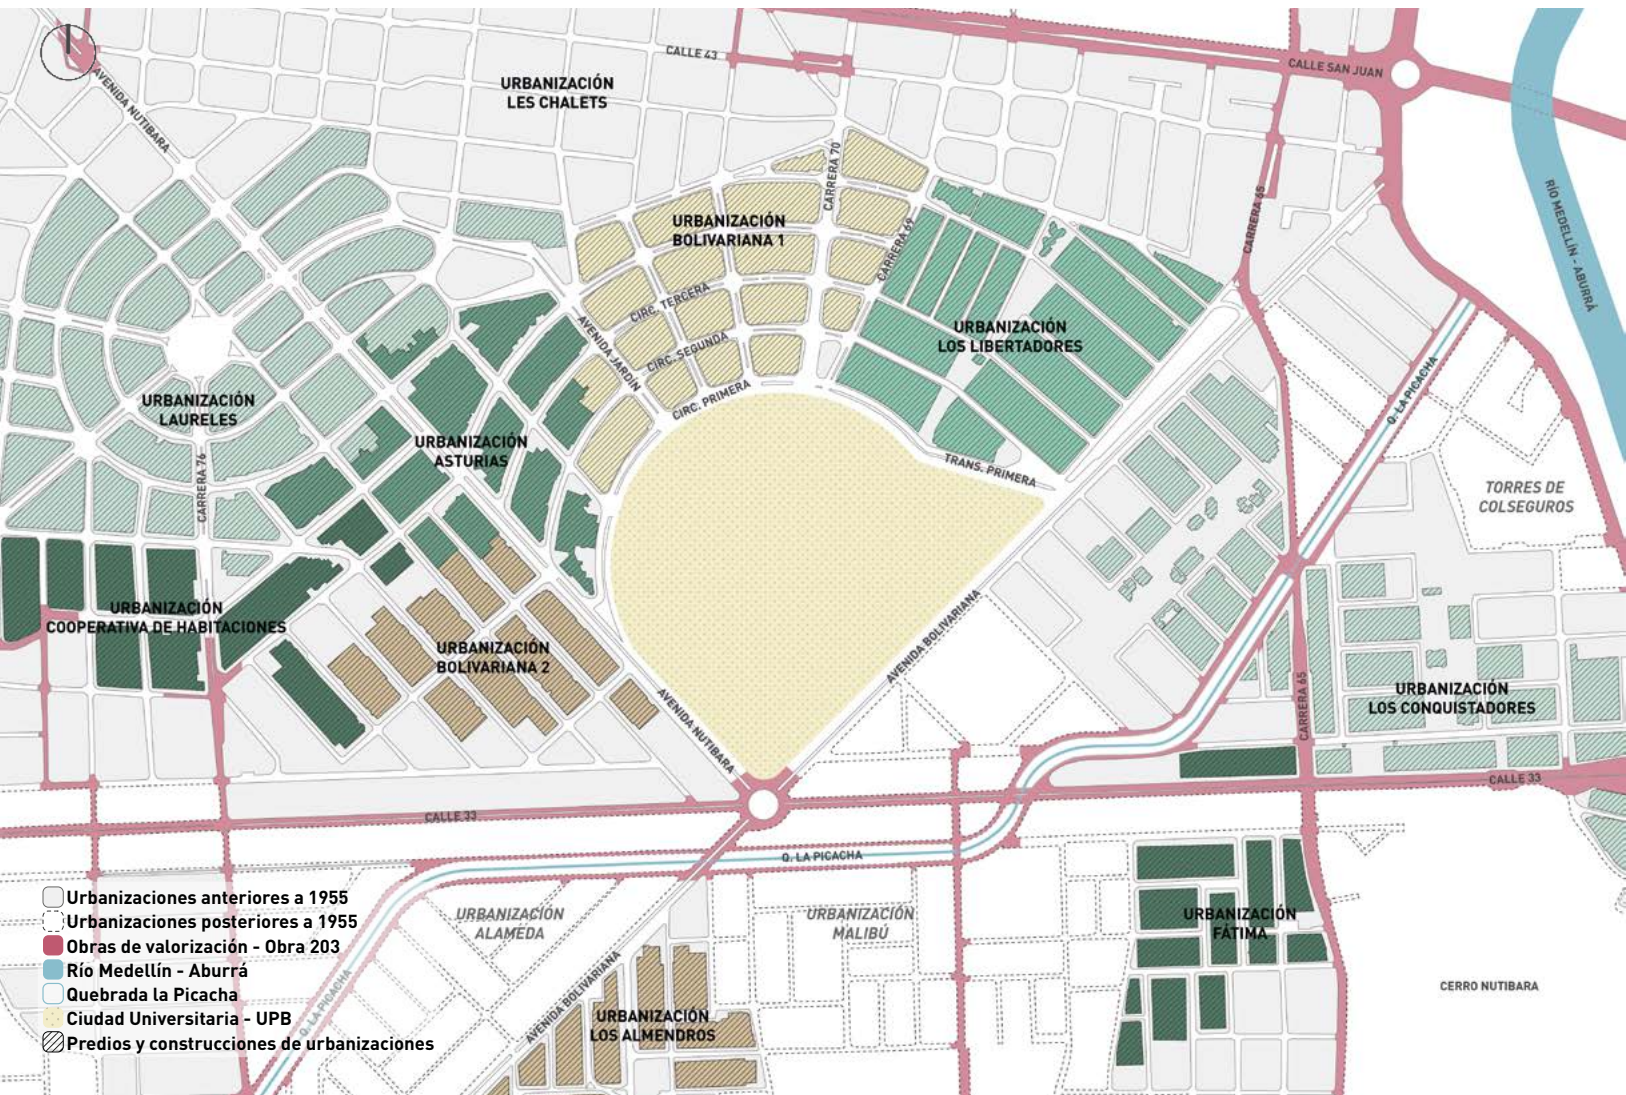 CALLE 43
CALLE SAN JUAN
AVENIDA NUTIBARA
URBANIZACIÓN
LES CHALETS
CARRERA 70
CARRERA 65
RÍO MEDELLÍN - ABURRÁ
URBANIZACIÓN
BOLIVARIANA 1
CARRERA 69
CIRC. TERCERA
AVENIDA JARDÍN
CIRC. SEGUNDA
URBANIZACIÓN
LOS LIBERTADORES
CIRC. PRIMERA
Q. LA PICACHA
URBANIZACIÓN
LAURELES
URBANIZACIÓN
ASTURIAS
CARRERA 76
TRANS. PRIMERA
TORRES DE
COLSEGUROS
URBANIZACIÓN
COOPERATIVA DE HABITACIONES
URBANIZACIÓN
BOLIVARIANA 2
AVENIDA BOLIVARIANA
AVENIDA NUTIBARA
CARRERA 65
URBANIZACIÓN
LOS CONQUISTADORES
CALLE 33
CALLE 33
Q. LA PICACHA
Urbanizaciones anteriores a 1955
Urbanizaciones posteriores a 1955
Obras de valorización - Obra 203
Río Medellín - Aburrá
Quebrada la Picacha
Ciudad Universitaria - UPB
Predios y construcciones de urbanizaciones
URBANIZACIÓN
ALAMEDA
URBANIZACIÓN
MALIBÚ
URBANIZACIÓN
FÁTIMA
Q. LA PICACHA
AVENIDA BOLIVARIANA
CERRO NUTIBARA
URBANIZACIÓN
LOS ALMENDROS